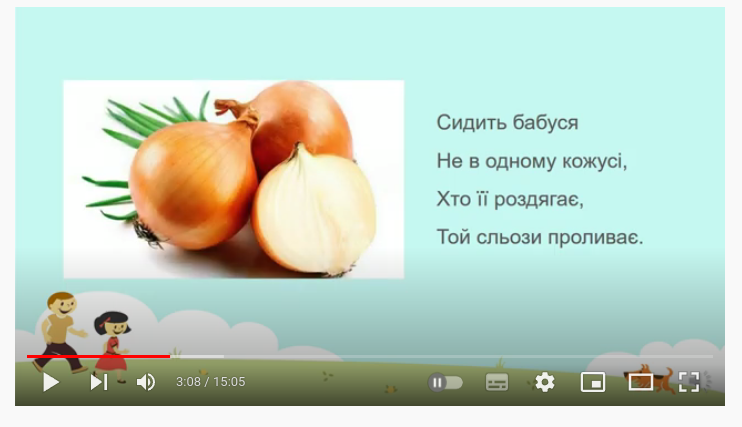 Сидить бабуся
Не в одному кожусі,
Хто її роздягає,
Той сльози проливає.
3:08 / 15:05